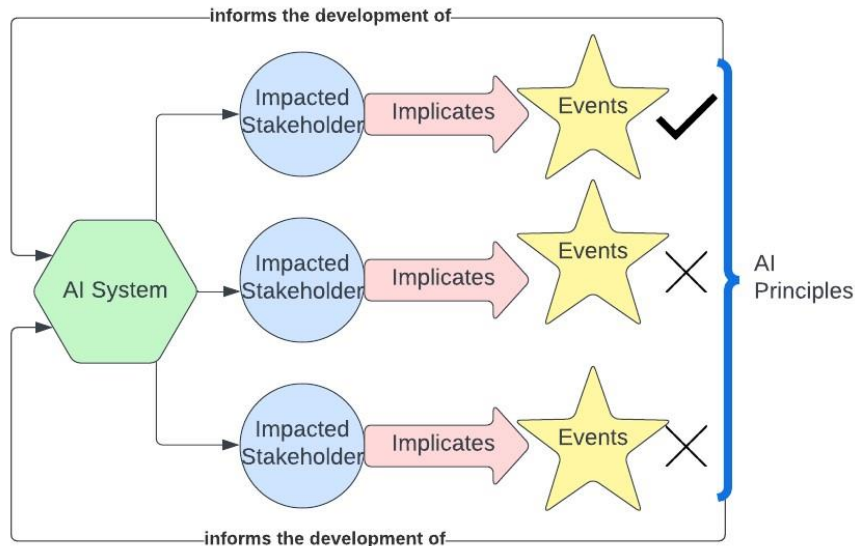 informs the development of
Impacted
Stakeholder
Implicates
Events
AI System
Impacted
Stakeholder
Implicates
Events
AI
Principles
Impacted
Stakeholder
Implicates
Events
informs the development of